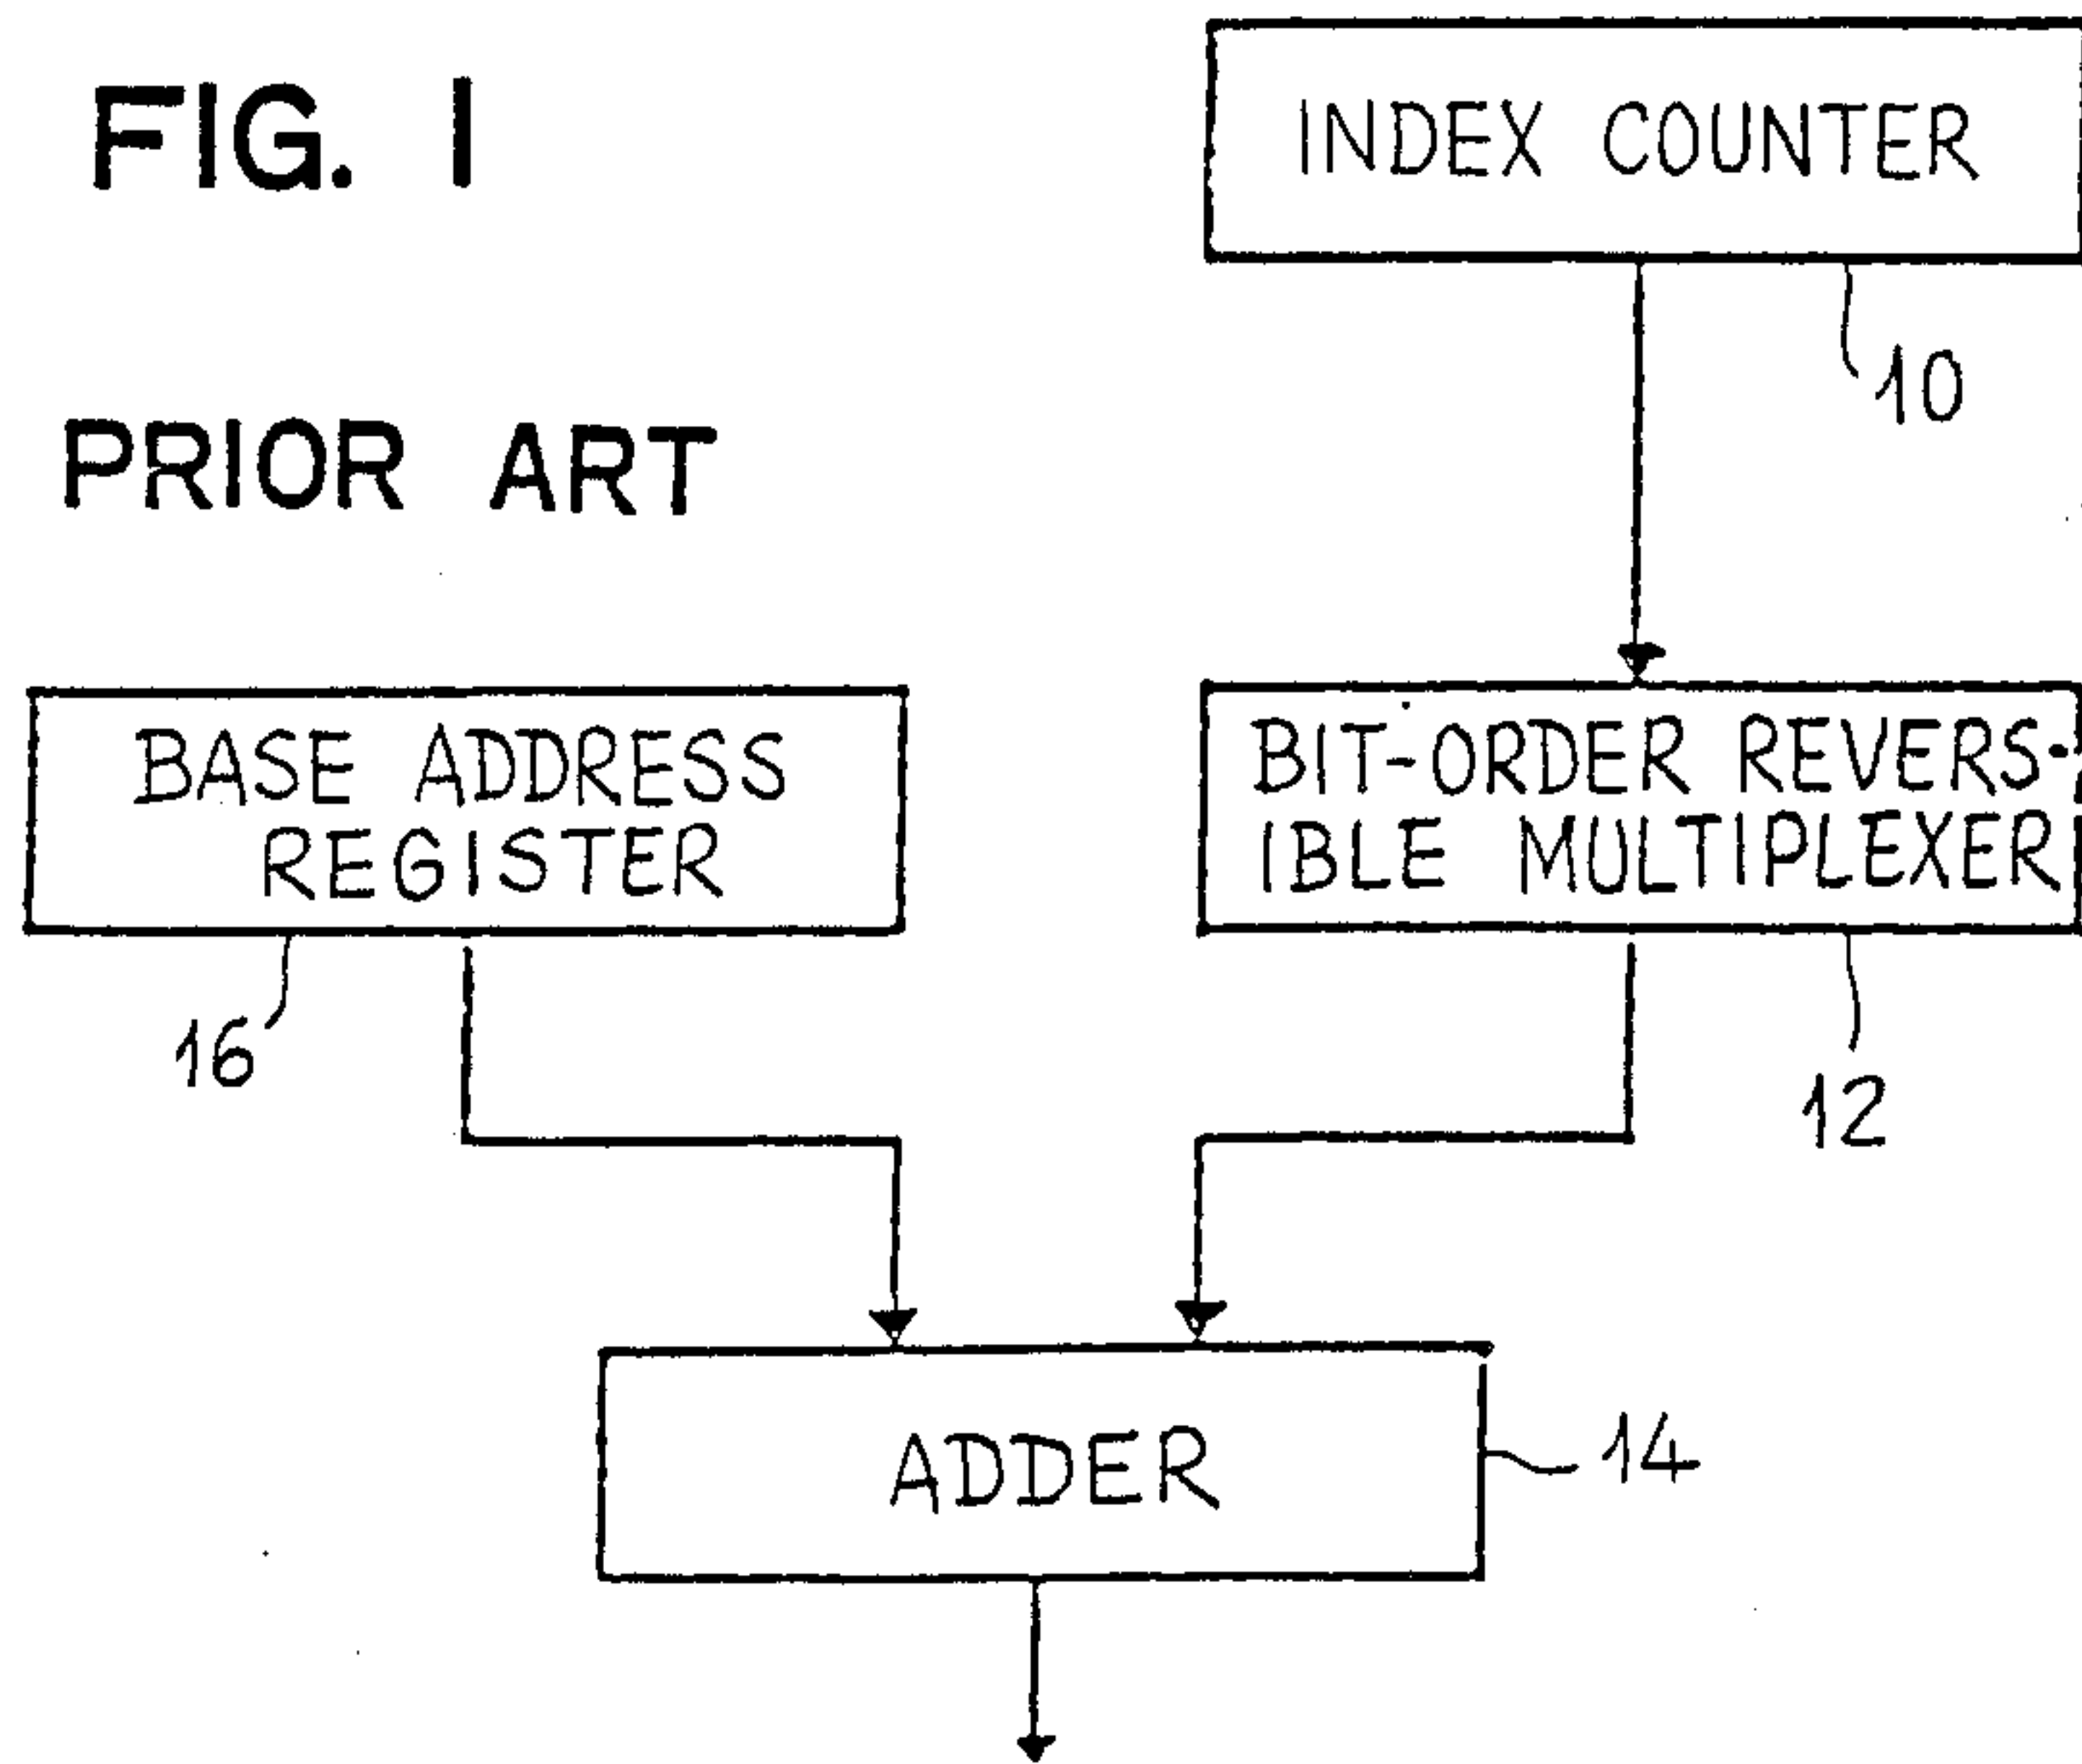 FIG. 1
INDEX COUNTER
10
PRIOR ART
BASE ADDRESS
REGISTER
BIT-ORDER REVERS-
IBLE MULTIPLEXER
16
12
ADDER
14